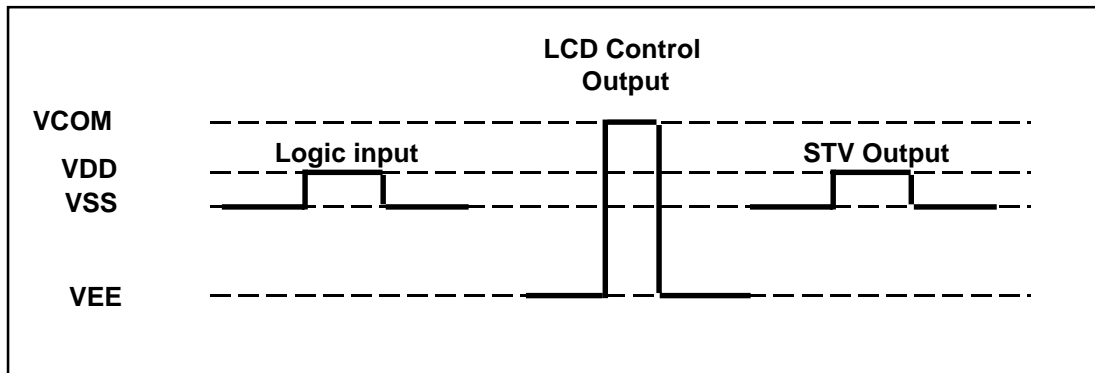 LCD Control
Output
VCOM
Logic input
STV Output
VDD
VSS
VEE